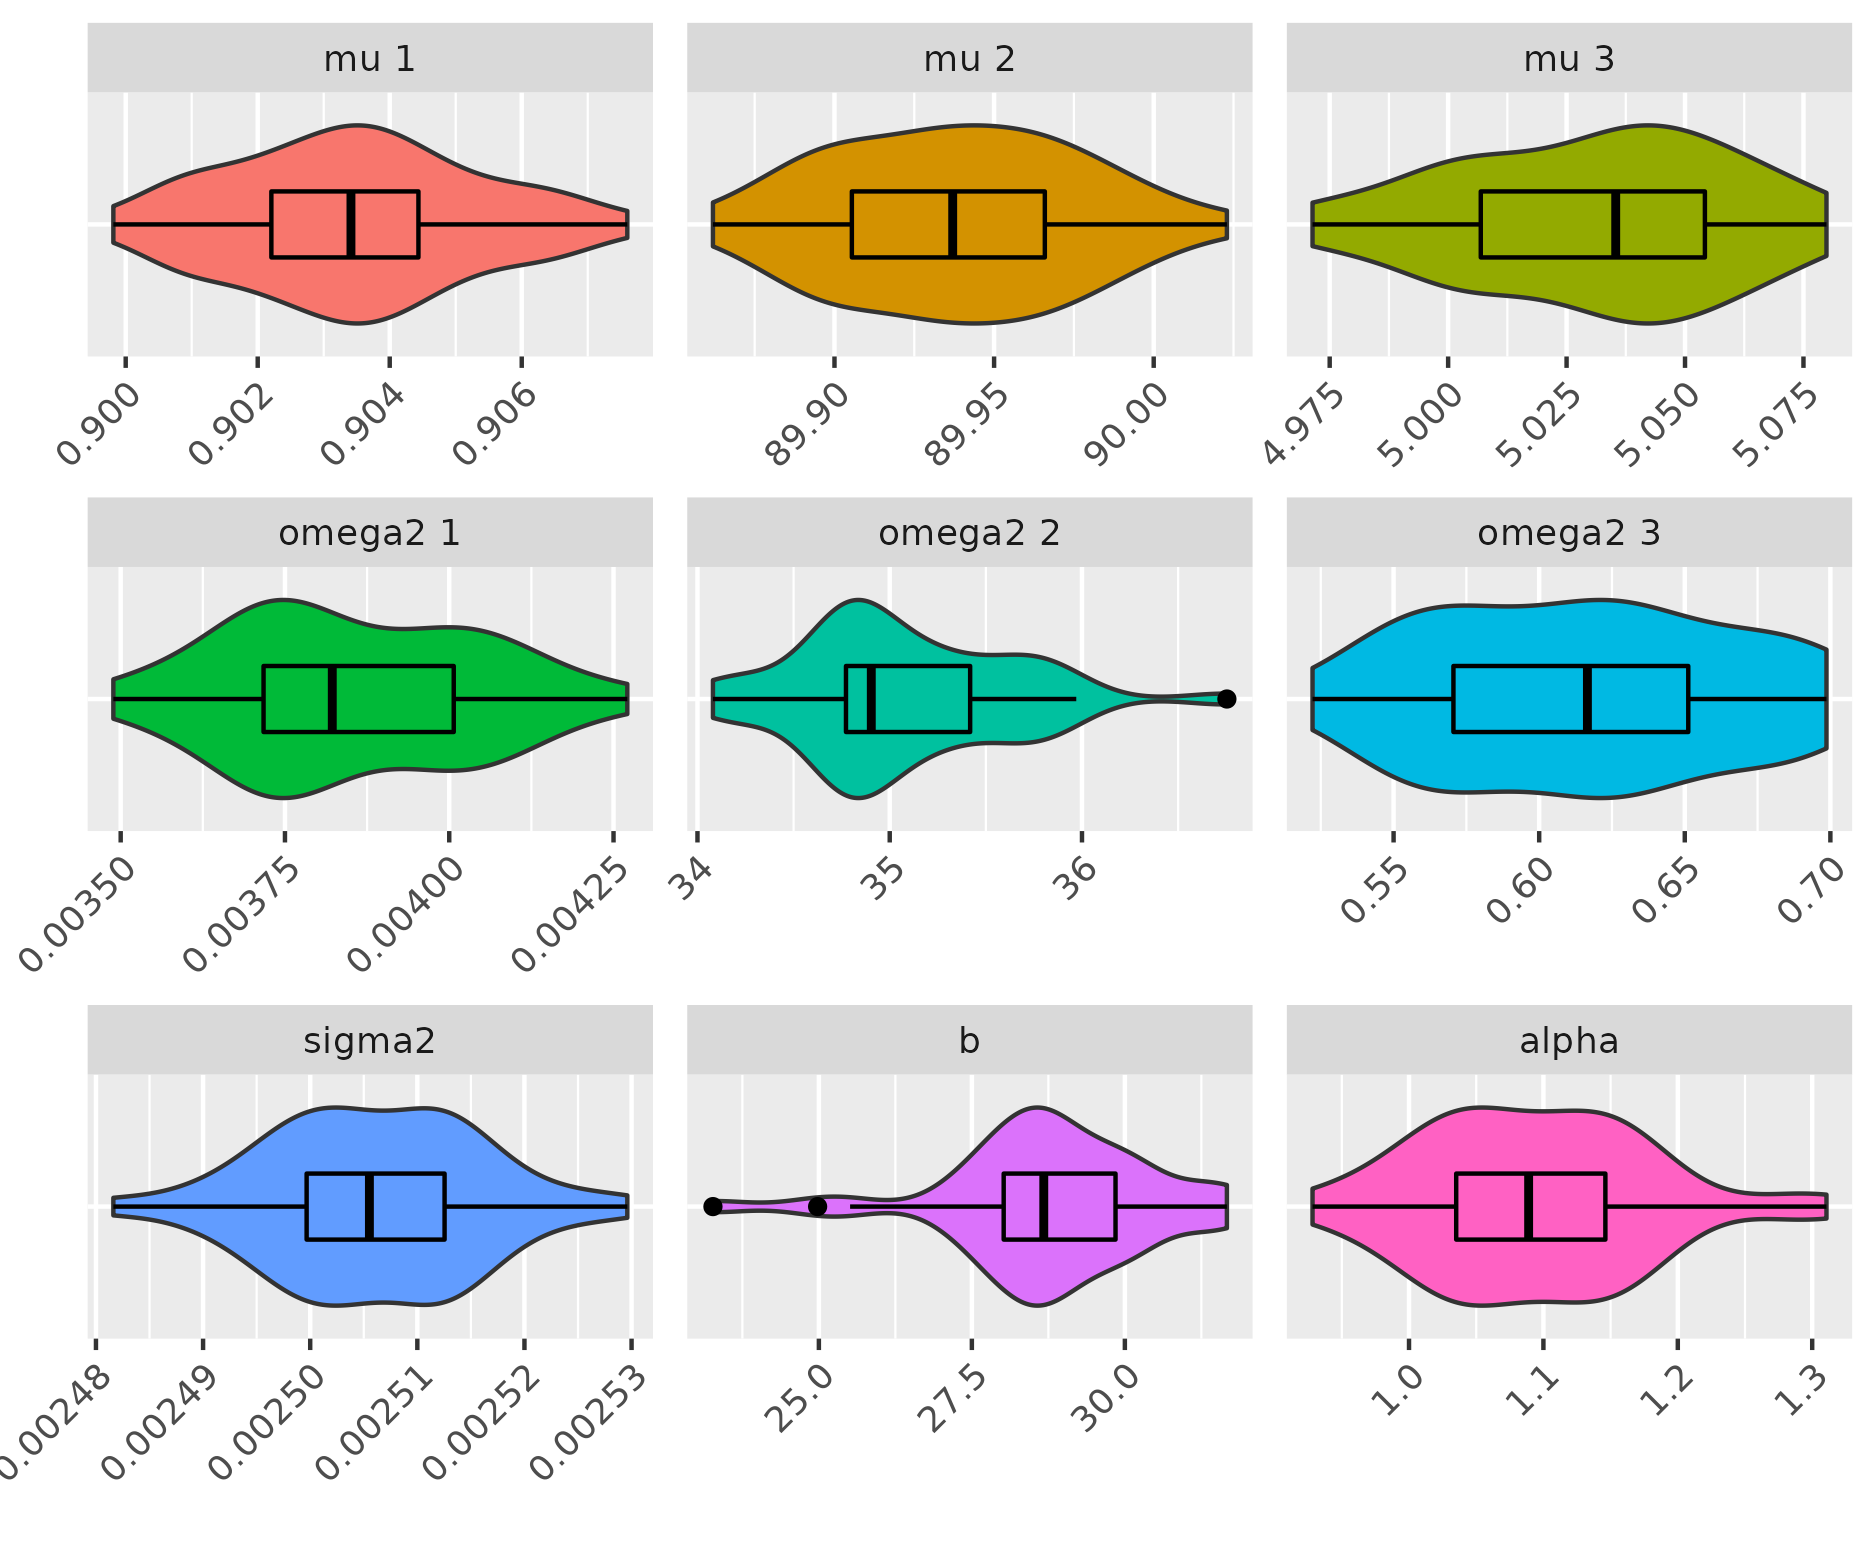 mu 1 mu 2 mu 3
0.900 0.902 0.904 0.906 89.90 89.95 90.00 4.975 5.000 5.025 5.050 5.075
omega2 1 omega2 2 omega2 3
0.00350 0.00375 0.00400 0.00425 34 35 36 0.55 0.60 0.65 0.70
sigma2 b alpha
0.00248 0.00249 0.00250 0.00251 0.00252 0.00253 25.0 27.5 30.0 1.0 1.1 1.2 1.3